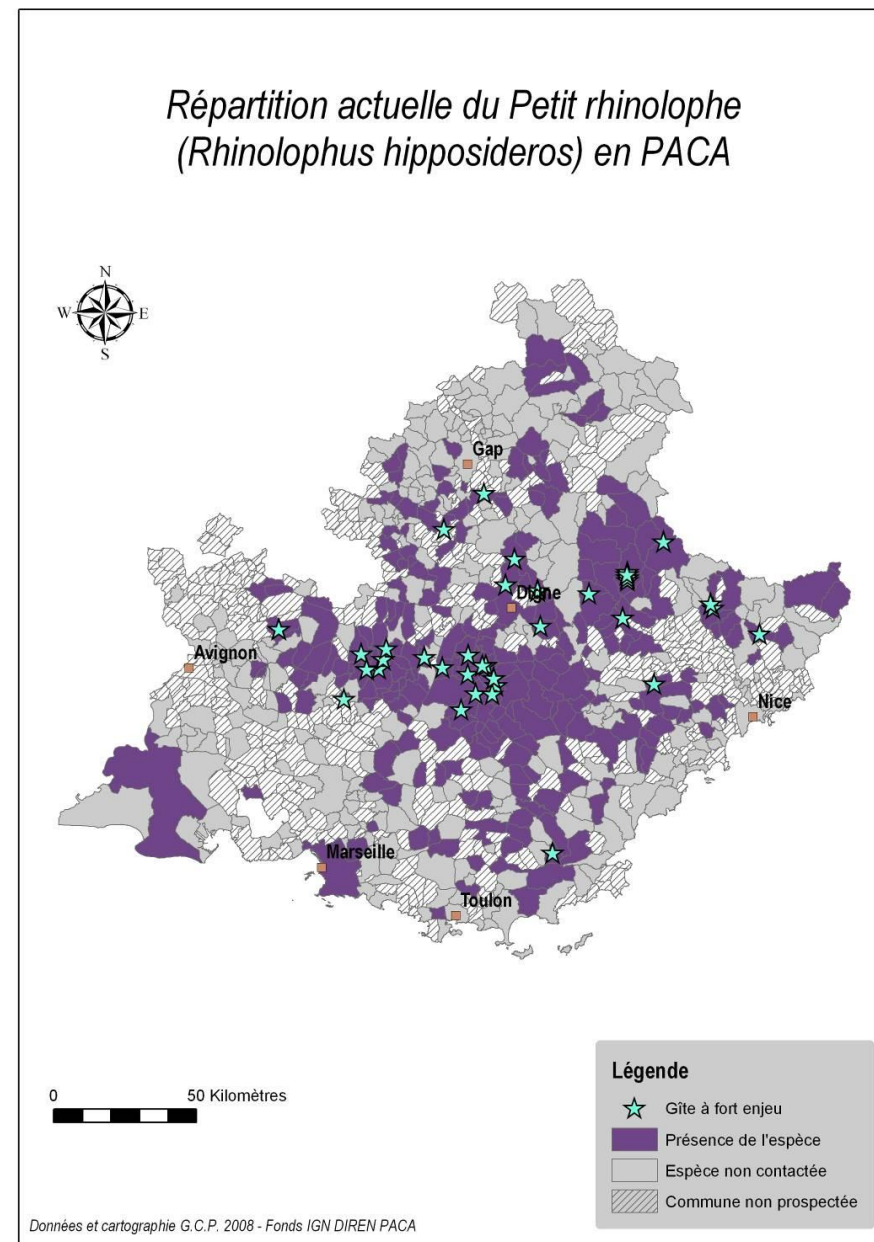 Répartition actuelle du Petit rhinolophe
(Rhinolophus hipposideros) en PACA
N
W E
S
Gap
Digne
Avignon
Nice
Marseille
Toulon
0 50 Kilomètres
Légende
Gîte à fort enjeu
Présence de l'espèce
Espèce non contactée
Commune non prospectée
Données et cartographie G.C.P. 2008 - Fonds IGN DIREN PACA